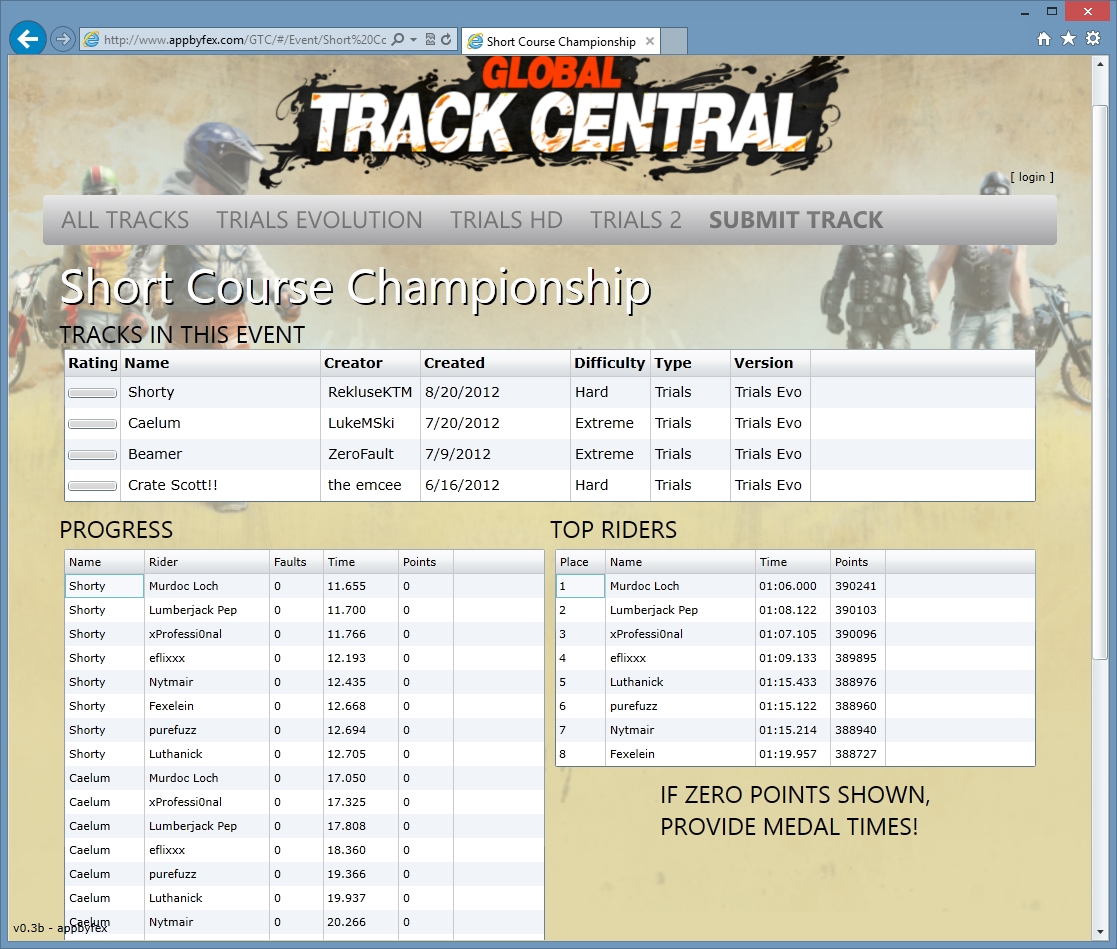 http://www.appbyfex.com/GTC/#/Event/Short%20Cc
Short Course Championship
GLOBAL
TRACK CENTRAL
[ login ]
ALL TRACKS TRIALS EVOLUTION TRIALS HD TRIALS 2 SUBMIT TRACK
Short Course Championship
TRACKS IN THIS EVENT
Rating Name Creator Created Difficulty Type Version
Shorty RekluseKTM 8/20/2012 Hard Trials Trials Evo
Caelum LukeMSki 7/20/2012 Extreme Trials Trials Evo
Beamer ZeroFault 7/9/2012 Extreme Trials Trials Evo
Crate Scott!! the emcee 6/16/2012 Hard Trials Trials Evo
PROGRESS
Name Rider Faults Time Points
Shorty Murdoc Loch 0 11.655 0
Shorty Lumberjack Pep 0 11.700 0
Shorty xProfessi0nal 0 11.766 0
Shorty eflixxx 0 12.193 0
Shorty Nytmair 0 12.435 0
Shorty Fexelein 0 12.668 0
Shorty purefuzz 0 12.694 0
Shorty Luthanick 0 12.705 0
Caelum Murdoc Loch 0 17.050 0
Caelum xProfessi0nal 0 17.325 0
Caelum Lumberjack Pep 0 17.808 0
Caelum eflixxx 0 18.360 0
Caelum purefuzz 0 19.366 0
Caelum Luthanick 0 19.937 0
Caelum Nytmair 0 20.266 0
TOP RIDERS
Place Name Time Points
1 Murdoc Loch 01:06.000 390241
2 Lumberjack Pep 01:08.122 390103
3 xProfessi0nal 01:07.105 390096
4 eflixxx 01:09.133 389895
5 Luthanick 01:15.433 388976
6 purefuzz 01:15.122 388960
7 Nytmair 01:15.214 388940
8 Fexelein 01:19.957 388727
IF ZERO POINTS SHOWN,
PROVIDE MEDAL TIMES!
v0.3b - appbyfex